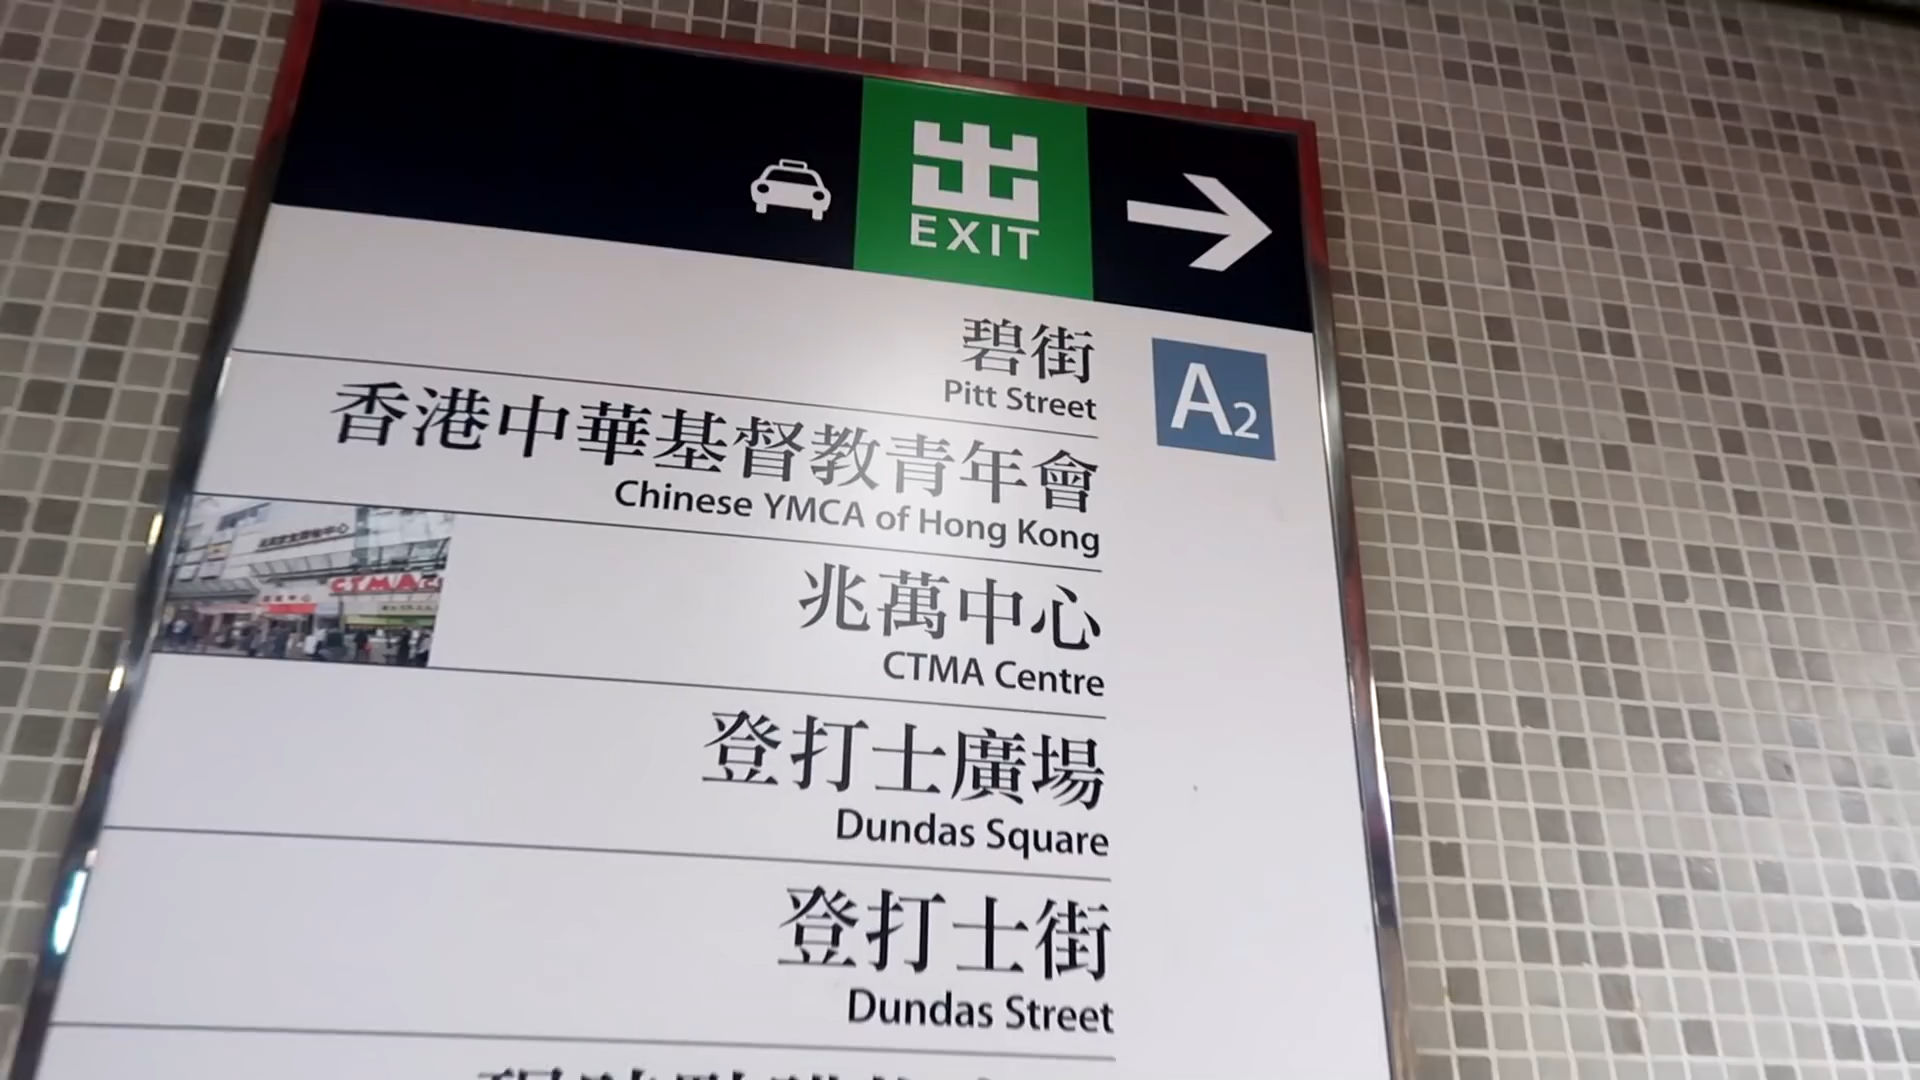 出
EXIT
碧街
Pitt Street
A2
香港中華基督教青年會
Chinese YMCA of Hong Kong
CTMA
兆萬中心
CTMA Centre
登打士廣場
Dundas Square
登打士街
Dundas Street